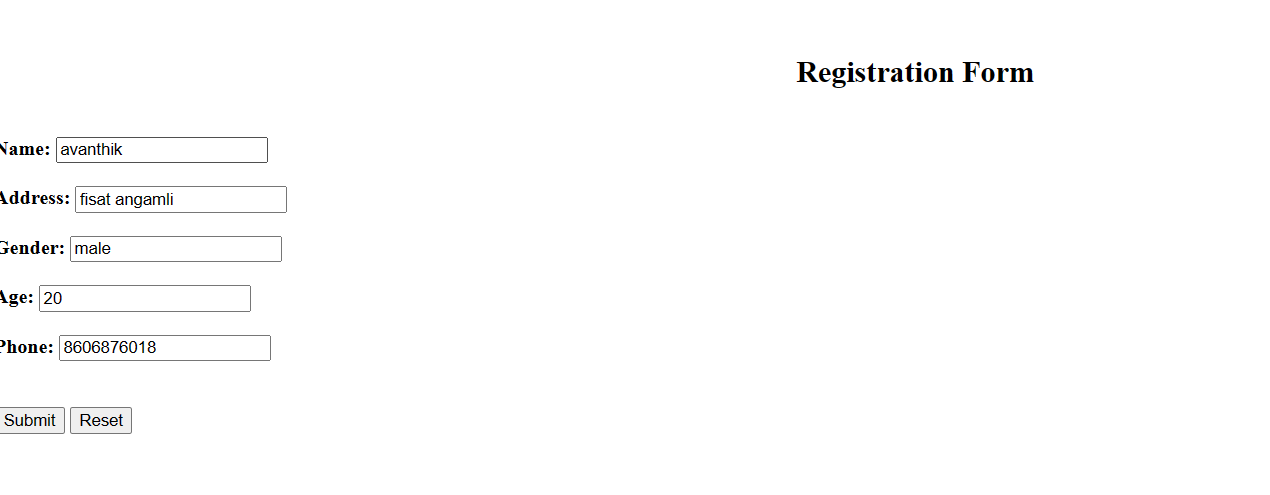 Registration Form
Name: avanthik
Address: fisat angamli
Gender: male
Age: 20
Phone: 8606876018
Submit Reset